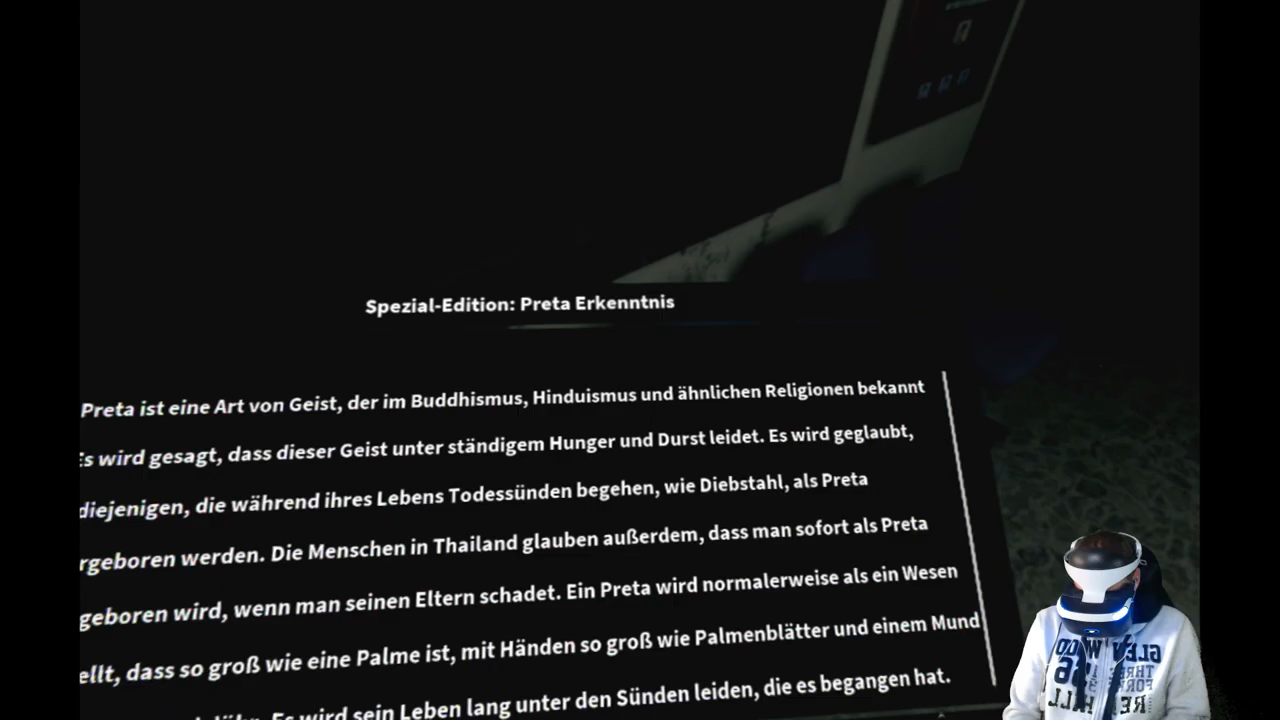 Spezial-Edition: Preta Erkenntnis
Preta ist eine Art von Geist, der im Buddhismus, Hinduismus und ähnlichen Religionen bekannt
Es wird gesagt, dass dieser Geist unter ständigem Hunger und Durst leidet. Es wird geglaubt,
diejenigen, die während ihres Lebens Todessünden begehen, wie Diebstahl, als Preta
rgeboren werden. Die Menschen in Thailand glauben außerdem, dass man sofort als Preta
geboren wird, wenn man seinen Eltern schadet. Ein Preta wird normalerweise als ein Wesen
ellt, dass so groß wie eine Palme ist, mit Händen so groß wie Palmenblätter und einem Mund
Es wird sein Leben lang unter den Sünden leiden, die es begangen hat.